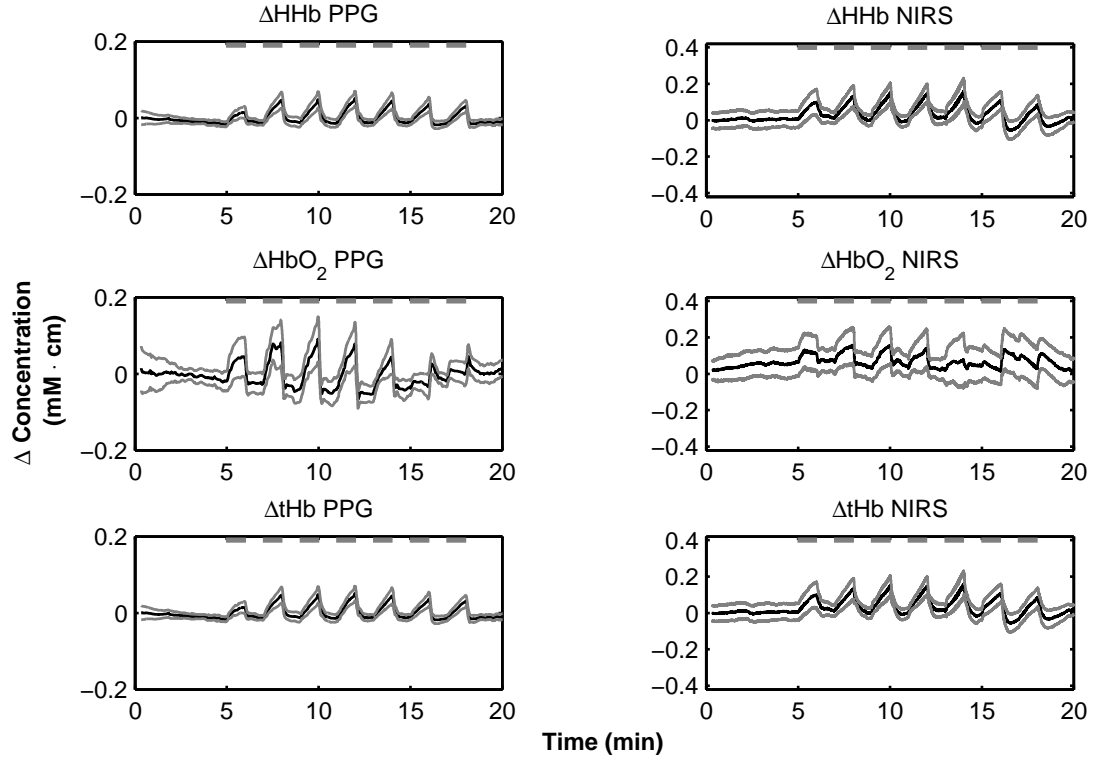 ΔHHb PPG
0.2
0
−0.2
0 5 10 15 20
ΔHHb NIRS
0.4
0.2
0
−0.2
−0.4
0 5 10 15 20
ΔHbO2 PPG
0.2
0
−0.2
0 5 10 15 20
ΔHbO2 NIRS
0.4
0.2
0
−0.2
−0.4
0 5 10 15 20
Δ Concentration
(mM · cm)
ΔtHb PPG
0.2
0
−0.2
0 5 10 15 20
ΔtHb NIRS
0.4
0.2
0
−0.2
−0.4
0 5 10 15 20
Time (min)